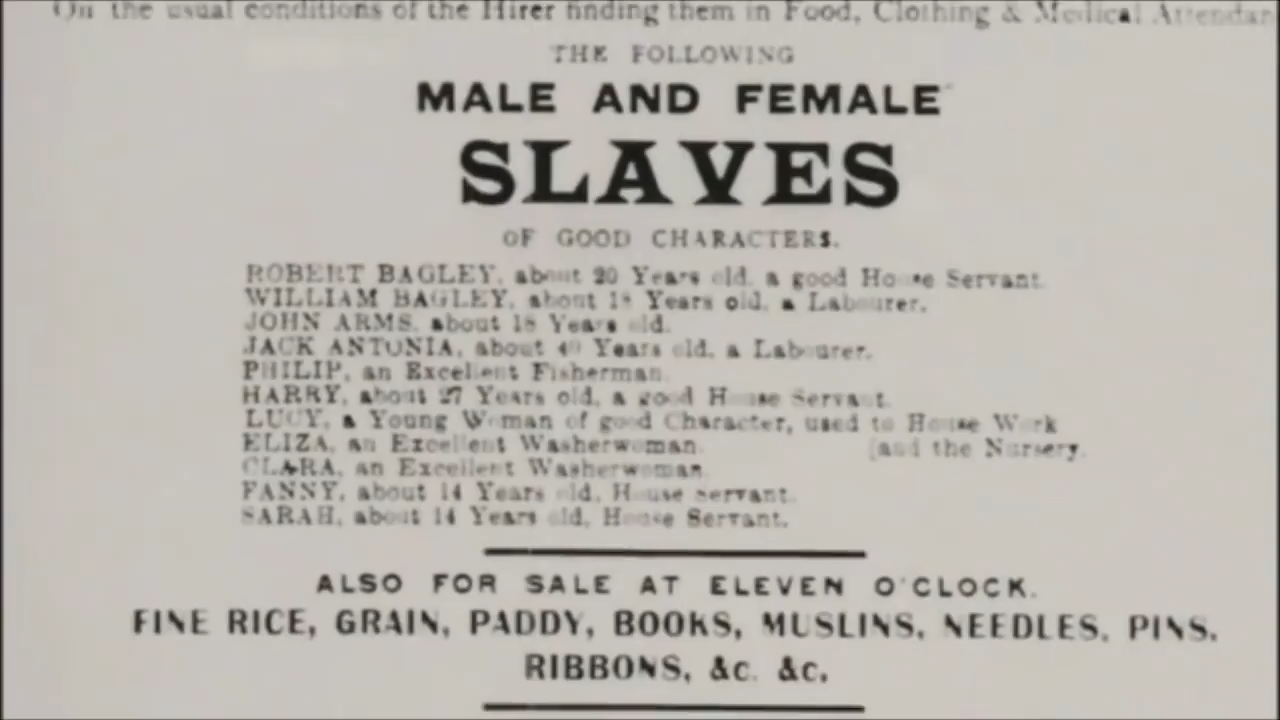 On the usual conditions of the Hirer finding them in Food, Clothing & Medical Attendan
THE FOLLOWING
MALE AND FEMALE
SLAVES
OF GOOD CHARACTERS.
ROBERT BAGLEY, about 20 Years old, a good House Servant.
WILLIAM BAGLEY, about 18 Years old, a Labourer.
JOHN ARMS, about 18 Years old.
JACK ANTONIA, about 40 Years old, a Labourer.
PHILIP, an Excellent Fisherman.
HARRY, about 27 Years old, a good House Servant.
LUCY, a Young Woman of good Character, used to House Work
ELIZA, an Excellent Washerwoman. [and the Nursery.
CLARA, an Excellent Washerwoman.
FANNY, about 14 Years old, House servant.
SARAH, about 14 Years old, House Servant.
ALSO FOR SALE AT ELEVEN O'CLOCK.
FINE RICE, GRAIN, PADDY, BOOKS, MUSLINS, NEEDLES, PINS,
RIBBONS, &c. &c.